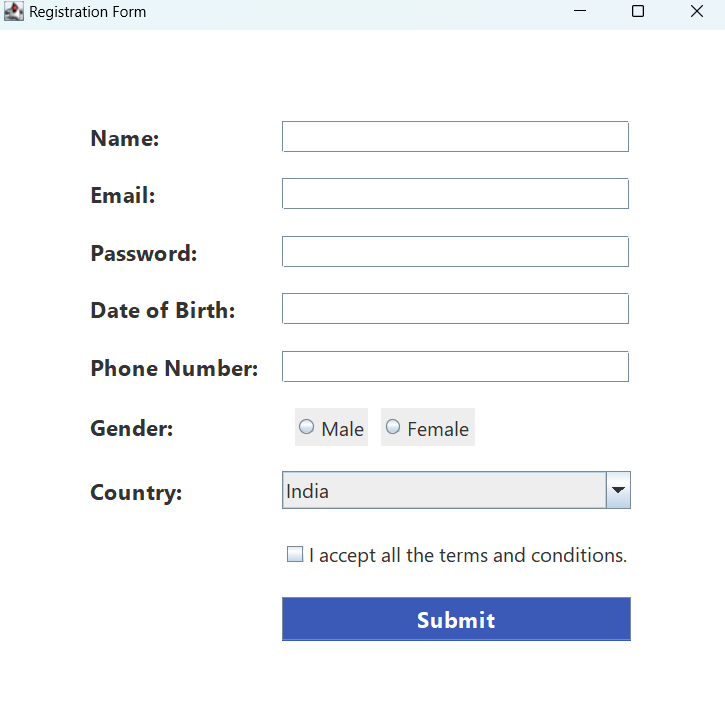 Registration Form
Name:
Email:
Password:
Date of Birth:
Phone Number:
Gender: Male Female
Country: India
I accept all the terms and conditions.
Submit